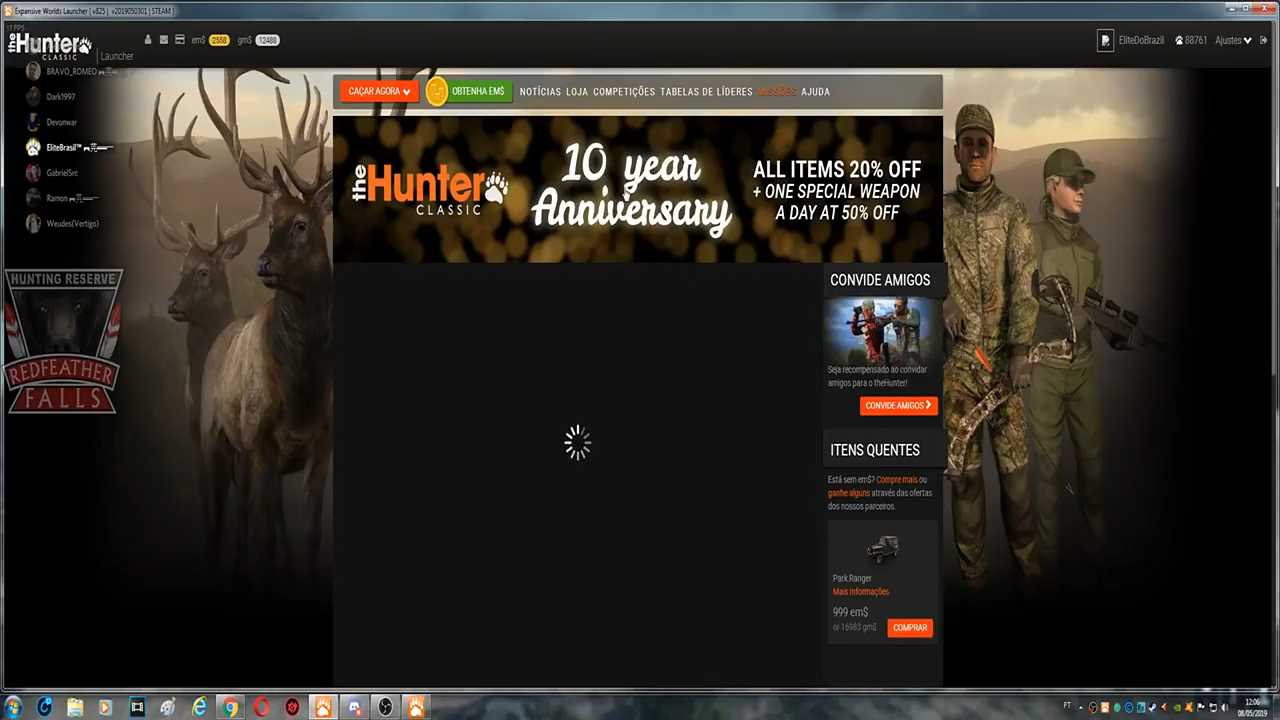 Expansive Worlds Launcher ( v825 | v2019050301 | STEAM )
theHunter CLASSIC
em$ 2558 gm$ 12488
EliteDoBrazil 88761 Ajustes
Launcher
BRAVO_ROMEO
Dark1997
Devonwar
EliteBrasil™
GabrielSrc
Ramon
Weudes(Vertigo)
HUNTING RESERVE
REDFEATHER
FALLS
CAÇAR AGORA OBTENHA EM$ NOTÍCIAS LOJA COMPETIÇÕES TABELAS DE LÍDERES MISSÕES AJUDA
theHunter
CLASSIC
10 year
Anniversary
ALL ITEMS 20% OFF
+ ONE SPECIAL WEAPON
A DAY AT 50% OFF
CONVIDE AMIGOS
Seja recompensado ao convidar
amigos para o theHunter!
CONVIDE AMIGOS
ITENS QUENTES
Está sem em$? Compre mais ou
ganhe alguns através das ofertas
dos nossos parceiros.
Park Ranger
Mais Informações
999 em$
or 16983 gm$
COMPRAR
PT
12:06
08/05/2019